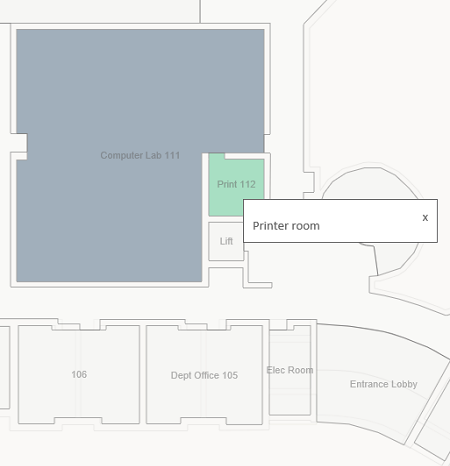 Computer Lab 111
Print 112
x
Printer room
Lift
106
Dept Office 105
Elec Room
Entrance Lobby